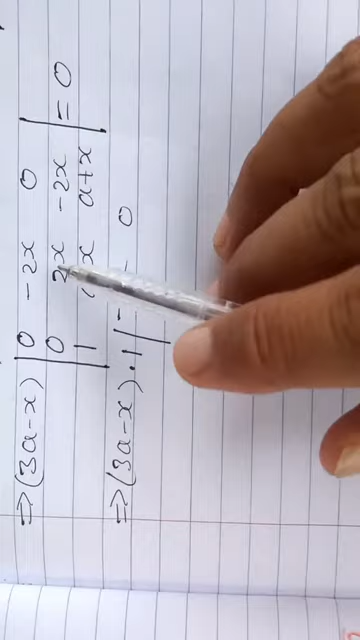 ⇒ (3a-x) | 0 -2x 0 |
| 0 2x -2x | = 0
| 1 x a+x |
⇒ (3a-x) . 1 | - 0